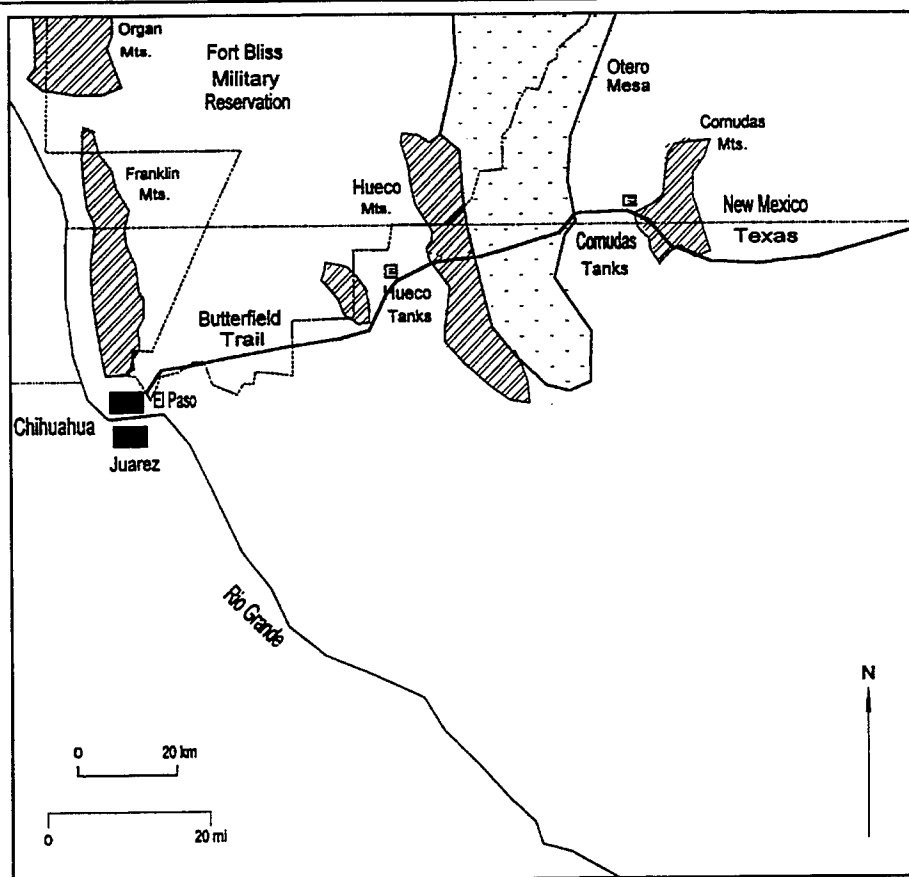 Organ
Mts.
Fort Bliss
Military
Reservation
Otero
Mesa
Cornudas
Mts.
Franklin
Mts.
Hueco
Mts.
New Mexico
Texas
Cornudas
Tanks
Hueco
Tanks
Butterfield
Trail
El Paso
Chihuahua
Juarez
Rio Grande
N
0 20 km
0 20 mi